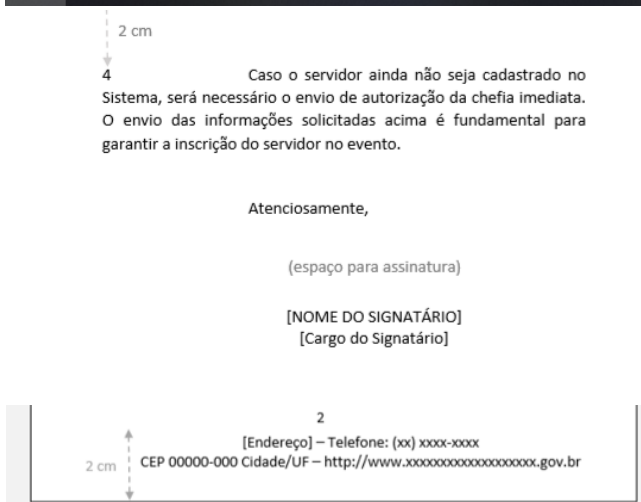 2 cm
4 Caso o servidor ainda não seja cadastrado no
Sistema, será necessário o envio de autorização da chefia imediata.
O envio das informações solicitadas acima é fundamental para
garantir a inscrição do servidor no evento.
Atenciosamente,
(espaço para assinatura)
[NOME DO SIGNATÁRIO]
[Cargo do Signatário]
2
[Endereço] – Telefone: (xx) xxxx-xxxx
2 cm CEP 00000-000 Cidade/UF – http://www.xxxxxxxxxxxxxxxxxxx.gov.br